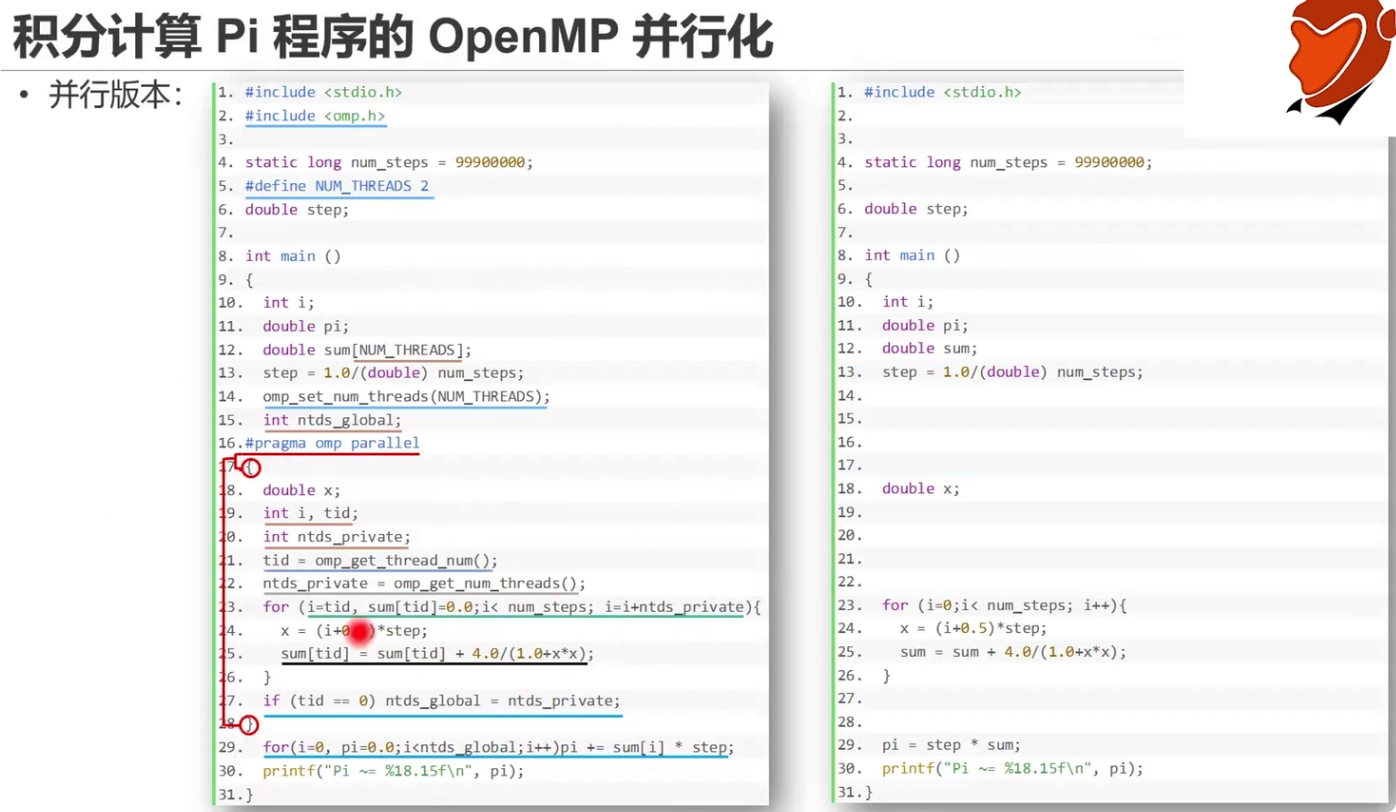 积分计算 Pi 程序的 OpenMP 并行化
• 并行版本：
1. #include <stdio.h>
2. #include <omp.h>
3.
4. static long num_steps = 99900000;
5. #define NUM_THREADS 2
6. double step;
7.
8. int main ()
9. {
10. int i;
11. double pi;
12. double sum[NUM_THREADS];
13. step = 1.0/(double) num_steps;
14. omp_set_num_threads(NUM_THREADS);
15. int ntds_global;
16.#pragma omp parallel
17. {
18. double x;
19. int i, tid;
20. int ntds_private;
21. tid = omp_get_thread_num();
22. ntds_private = omp_get_num_threads();
23. for (i=tid, sum[tid]=0.0;i< num_steps; i=i+ntds_private){
24. x = (i+0 )*step;
25. sum[tid] = sum[tid] + 4.0/(1.0+x*x);
26. }
27. if (tid == 0) ntds_global = ntds_private;
28. }
29. for(i=0, pi=0.0;i<ntds_global;i++)pi += sum[i] * step;
30. printf("Pi ~= %18.15f\n", pi);
31.}
1. #include <stdio.h>
2.
3.
4. static long num_steps = 99900000;
5.
6. double step;
7.
8. int main ()
9. {
10. int i;
11. double pi;
12. double sum;
13. step = 1.0/(double) num_steps;
14.
15.
16.
17.
18. double x;
19.
20.
21.
22.
23. for (i=0;i< num_steps; i++){
24. x = (i+0.5)*step;
25. sum = sum + 4.0/(1.0+x*x);
26. }
27.
28.
29. pi = step * sum;
30. printf("Pi ~= %18.15f\n", pi);
31.}